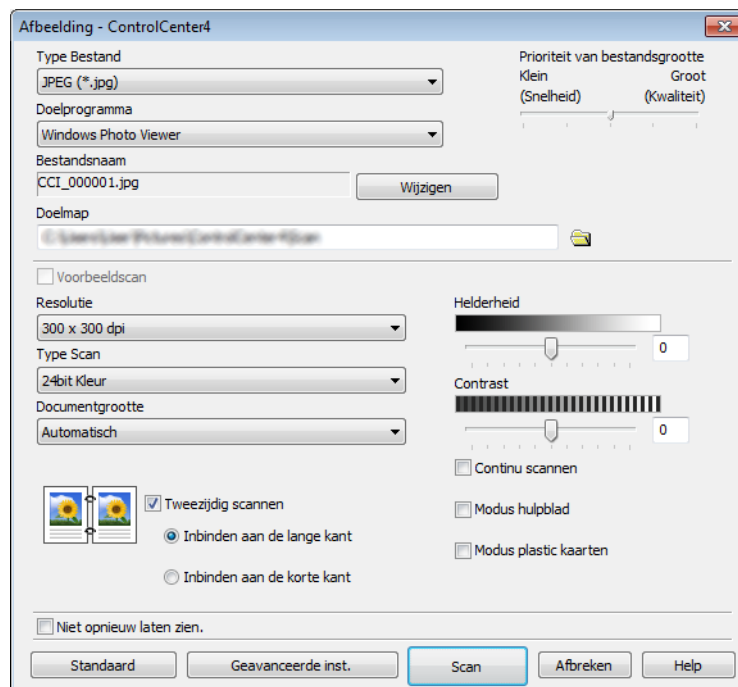 Afbeelding - ControlCenter4
Type Bestand
JPEG (*.jpg)
Doelprogramma
Windows Photo Viewer
Bestandsnaam
CCI_000001.jpg
Wijzigen
Doelmap
Prioriteit van bestandsgrootte
Klein Groot
(Snelheid) (Kwaliteit)
Voorbeeldscan
Resolutie
300 x 300 dpi
Type Scan
24bit Kleur
Documentgrootte
Automatisch
Helderheid
0
Contrast
0
Continu scannen
Modus hulpblad
Modus plastic kaarten
Tweezijdig scannen
Inbinden aan de lange kant
Inbinden aan de korte kant
Niet opnieuw laten zien.
Standaard Geavanceerde inst. Scan Afbreken Help